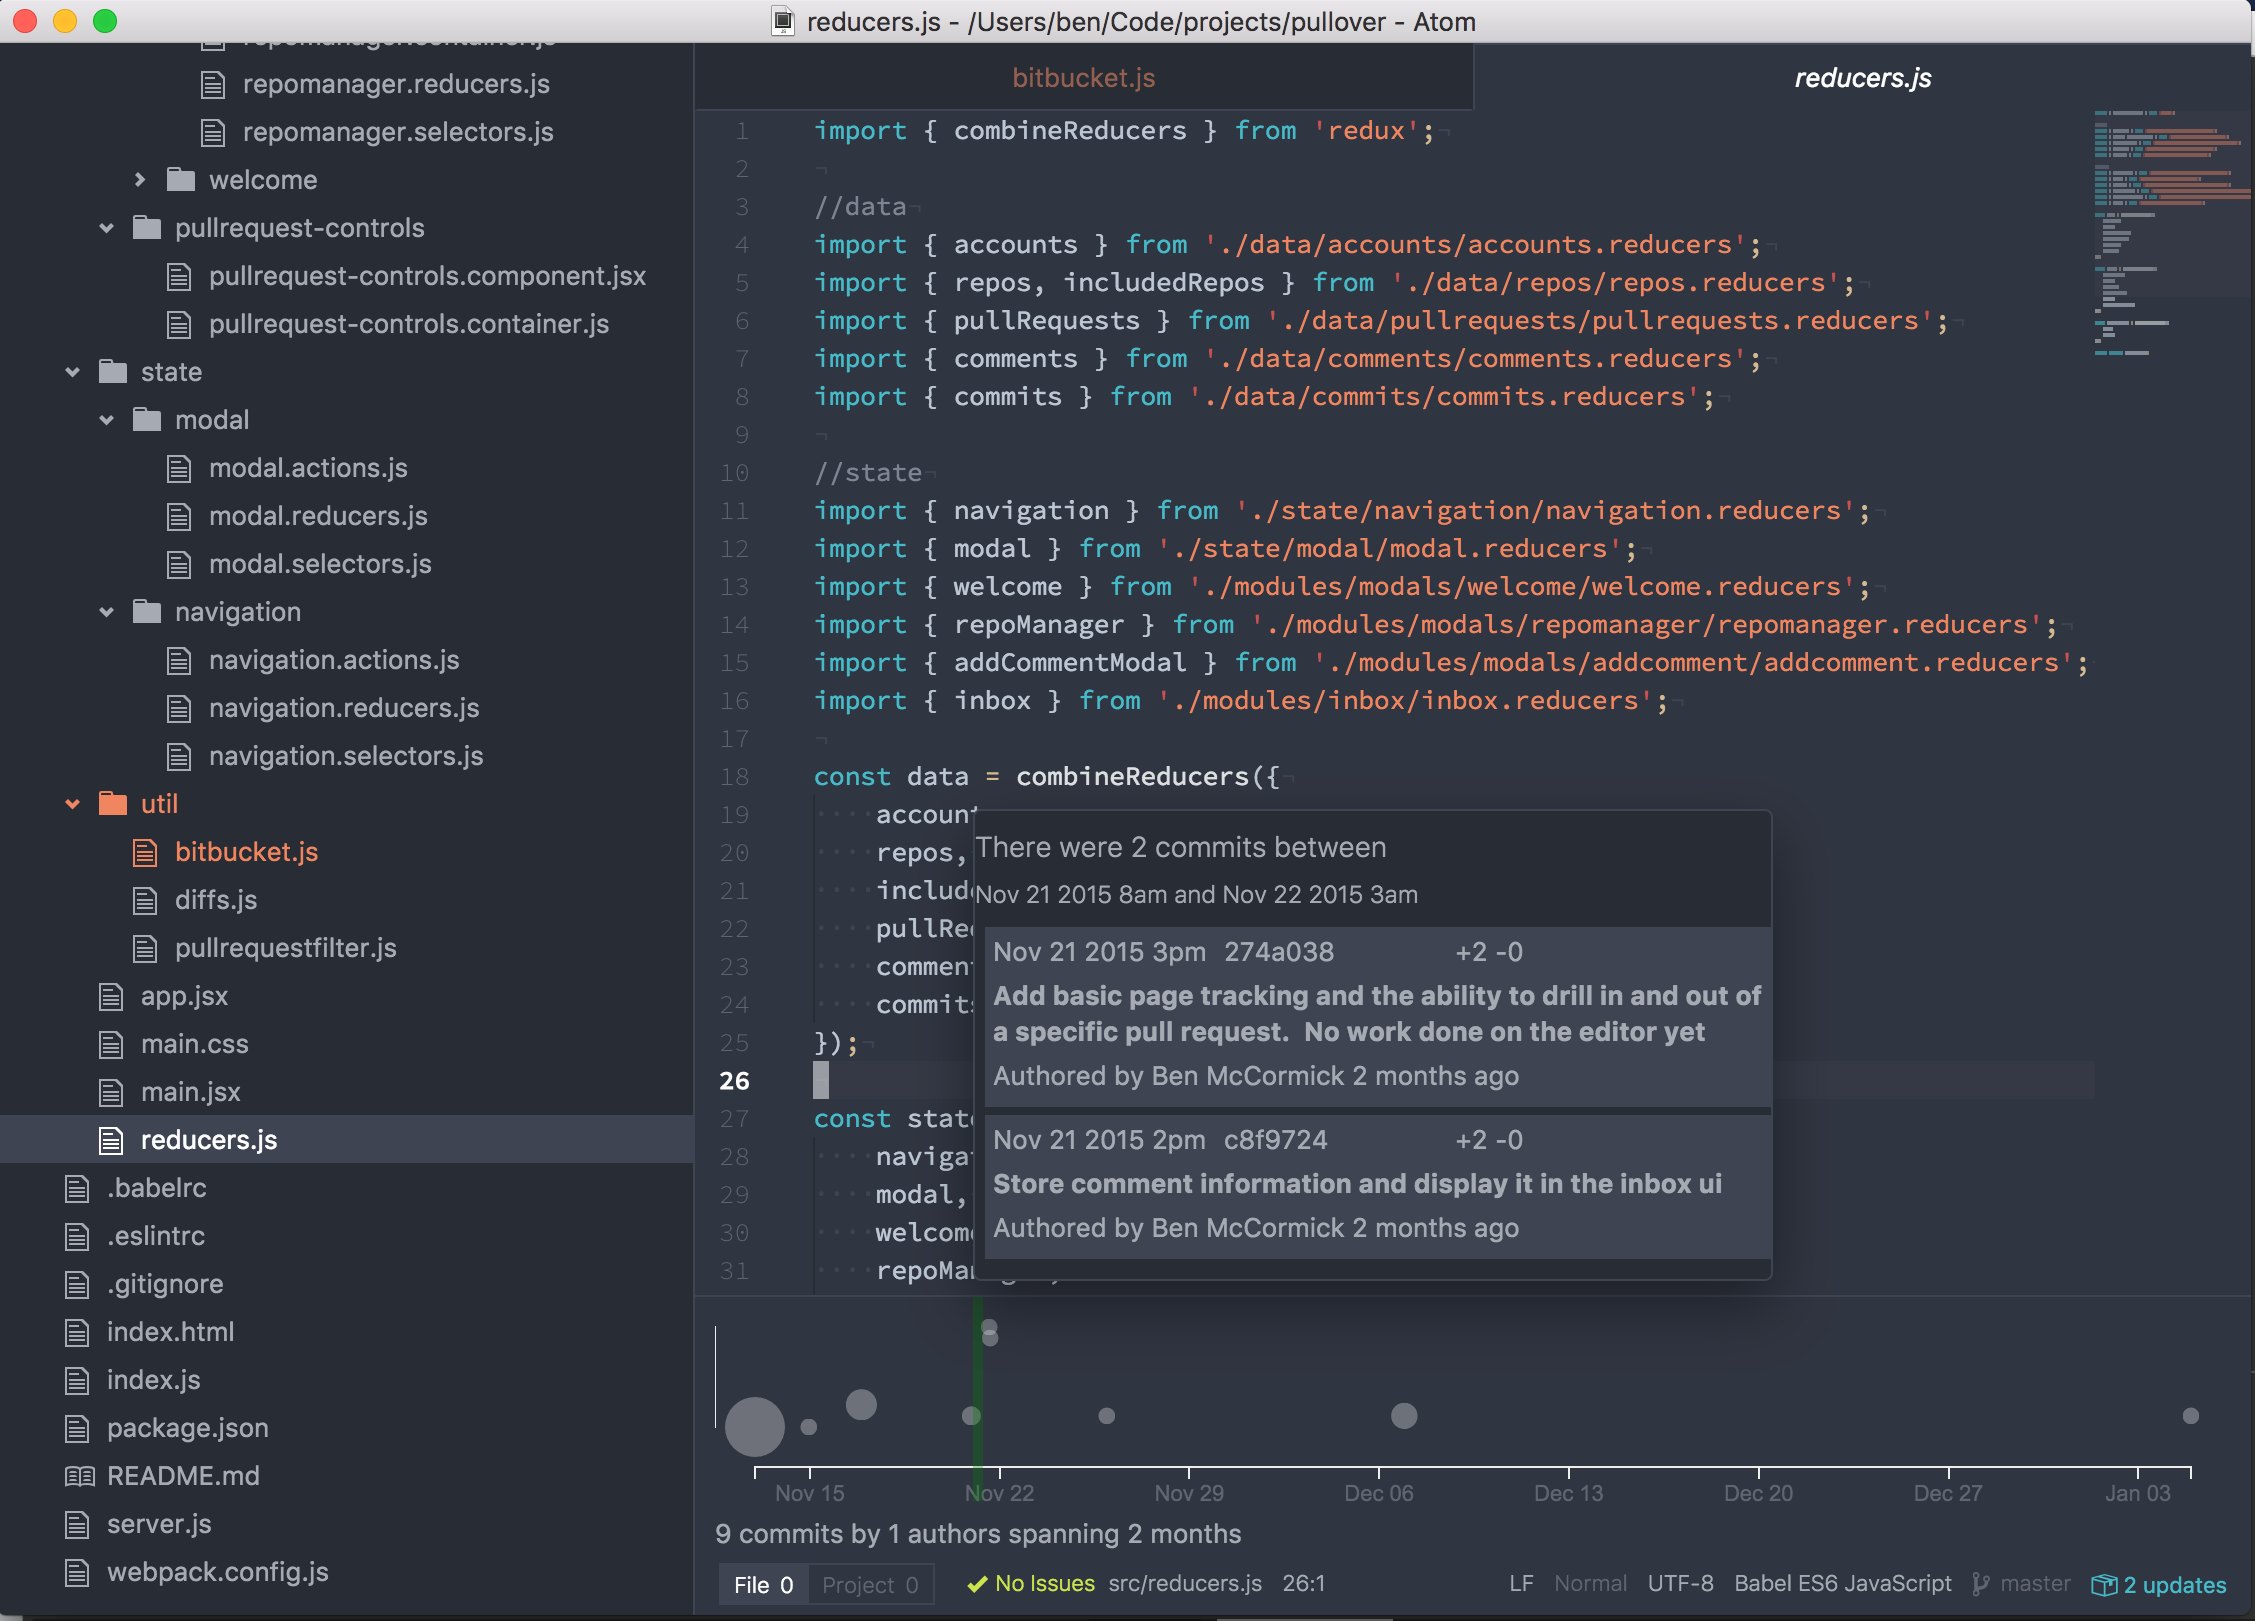 reducers.js - /Users/ben/Code/projects/pullover - Atom
repomanager.container.js
repomanager.reducers.js
repomanager.selectors.js
welcome
pullrequest-controls
pullrequest-controls.component.jsx
pullrequest-controls.container.js
state
modal
modal.actions.js
modal.reducers.js
modal.selectors.js
navigation
navigation.actions.js
navigation.reducers.js
navigation.selectors.js
util
bitbucket.js
diffs.js
pullrequestfilter.js
app.jsx
main.css
main.jsx
reducers.js
.babelrc
.eslintrc
.gitignore
index.html
index.js
package.json
README.md
server.js
webpack.config.js
bitbucket.js
reducers.js
1 import { combineReducers } from 'redux';¬
2 ¬
3 //data¬
4 import { accounts } from './data/accounts/accounts.reducers';¬
5 import { repos, includedRepos } from './data/repos/repos.reducers';¬
6 import { pullRequests } from './data/pullrequests/pullrequests.reducers';¬
7 import { comments } from './data/comments/comments.reducers';¬
8 import { commits } from './data/commits/commits.reducers';¬
9 ¬
10 //state¬
11 import { navigation } from './state/navigation/navigation.reducers';¬
12 import { modal } from './state/modal/modal.reducers';¬
13 import { welcome } from './modules/modals/welcome/welcome.reducers';¬
14 import { repoManager } from './modules/modals/repomanager/repomanager.reducers';¬
15 import { addCommentModal } from './modules/modals/addcomment/addcomment.reducers';
16 import { inbox } from './modules/inbox/inbox.reducers';¬
17 ¬
18 const data = combineReducers({¬
19 ····account
20 ····repos,
21 ····include
22 ····pullRe
23 ····commen
24 ····commits
25 });¬
26
27 const state
28 ····naviga
29 ····modal,
30 ····welcom
31 ····repoMa
There were 2 commits between
Nov 21 2015 8am and Nov 22 2015 3am
Nov 21 2015 3pm 274a038 +2 -0
Add basic page tracking and the ability to drill in and out of
a specific pull request. No work done on the editor yet
Authored by Ben McCormick 2 months ago
Nov 21 2015 2pm c8f9724 +2 -0
Store comment information and display it in the inbox ui
Authored by Ben McCormick 2 months ago
Nov 15 Nov 22 Nov 29 Dec 06 Dec 13 Dec 20 Dec 27 Jan 03
9 commits by 1 authors spanning 2 months
File 0 Project 0 No Issues src/reducers.js 26:1 LF Normal UTF-8 Babel ES6 JavaScript master 2 updates